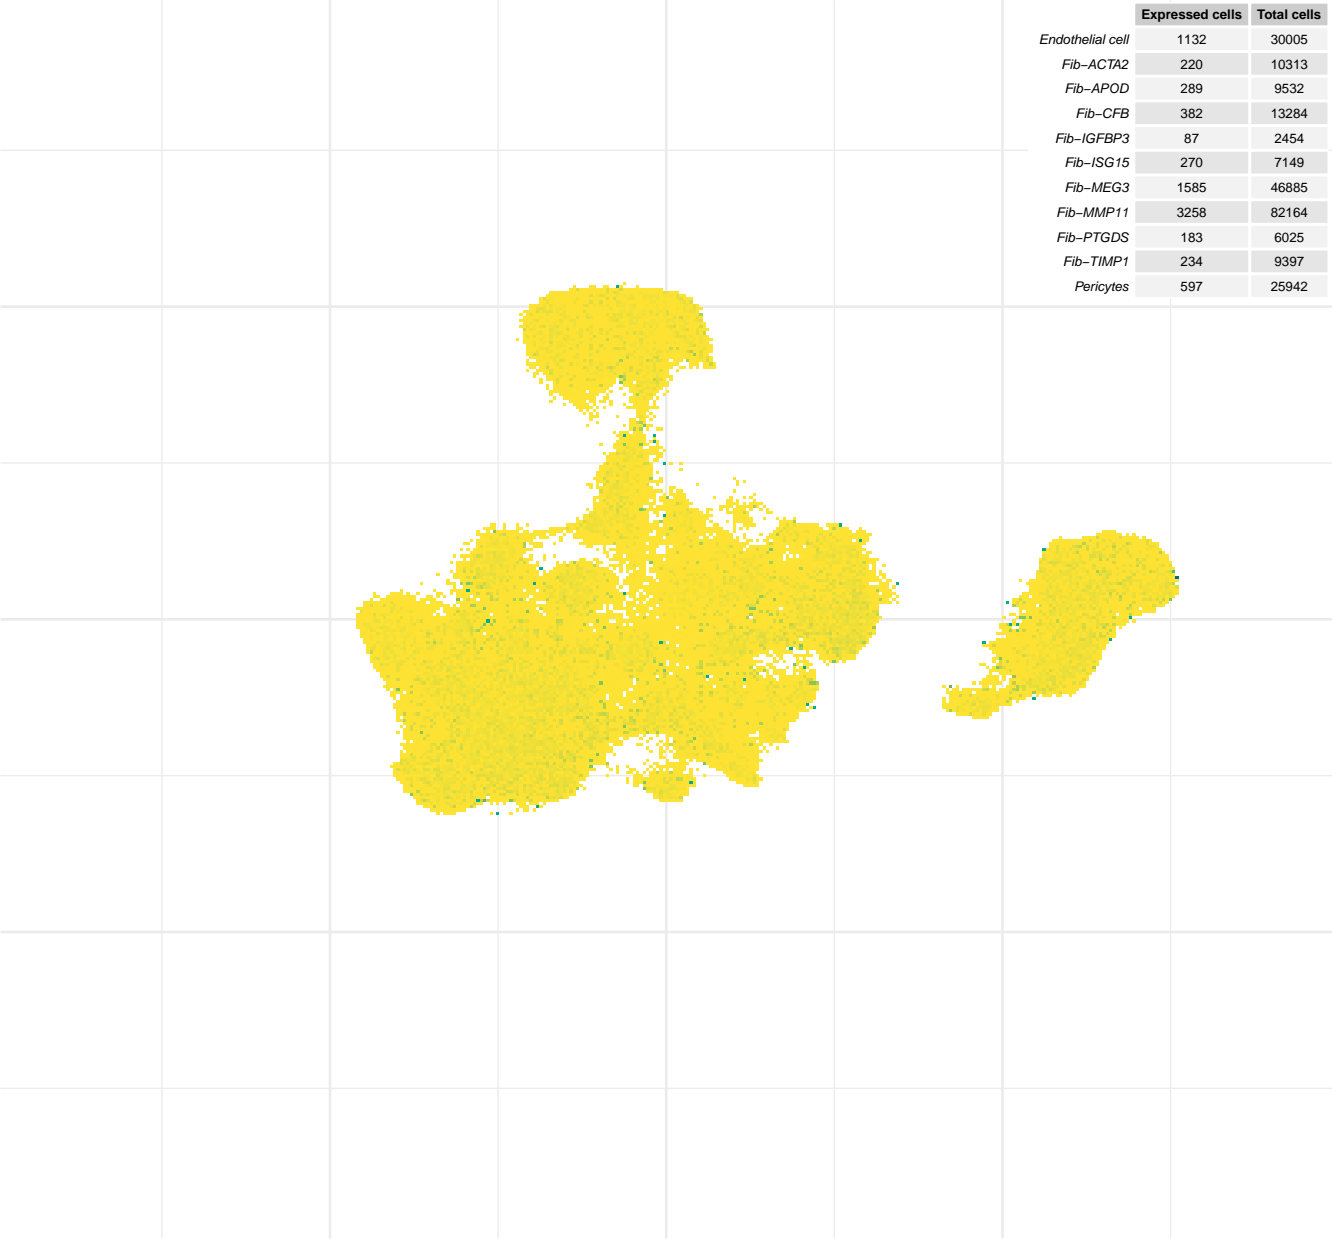 Expressed cells Total cells
Endothelial cell 1132 30005
Fib−ACTA2 220 10313
Fib−APOD 289 9532
Fib−CFB 382 13284
Fib−IGFBP3 87 2454
Fib−ISG15 270 7149
Fib−MEG3 1585 46885
Fib−MMP11 3258 82164
Fib−PTGDS 183 6025
Fib−TIMP1 234 9397
Pericytes 597 25942